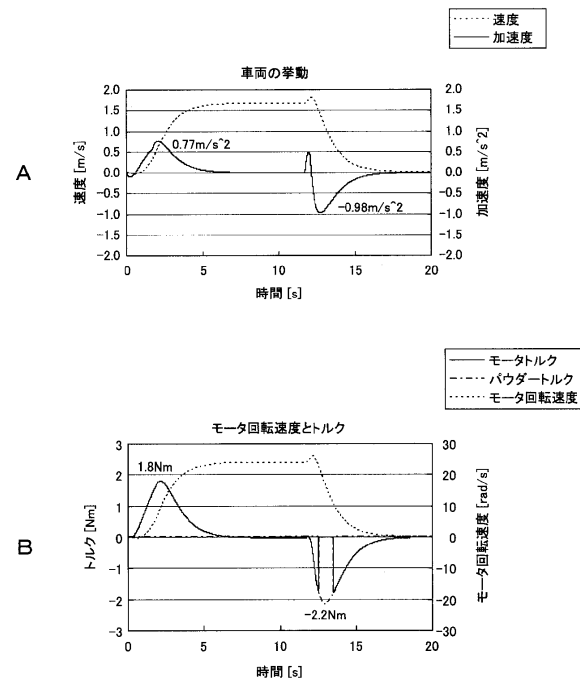 速度
加速度
車両の挙動
A
速度 [m/s]
2.0
1.5
1.0
0.5
0.0
-0.5
-1.0
-1.5
-2.0
0.77m/s^2
-0.98m/s^2
2.0
1.5
1.0
0.5
0.0
-0.5
-1.0
-1.5
-2.0
加速度 [m/s^2]
0 5 10 15 20
時間 [s]
モータトルク
パウダートルク
モータ回転速度
モータ回転速度とトルク
B
トルク [Nm]
3
2
1
0
-1
-2
-3
1.8Nm
-2.2Nm
30
20
10
0
-10
-20
-30
モータ回転速度 [rad/s]
0 5 10 15 20
時間 [s]